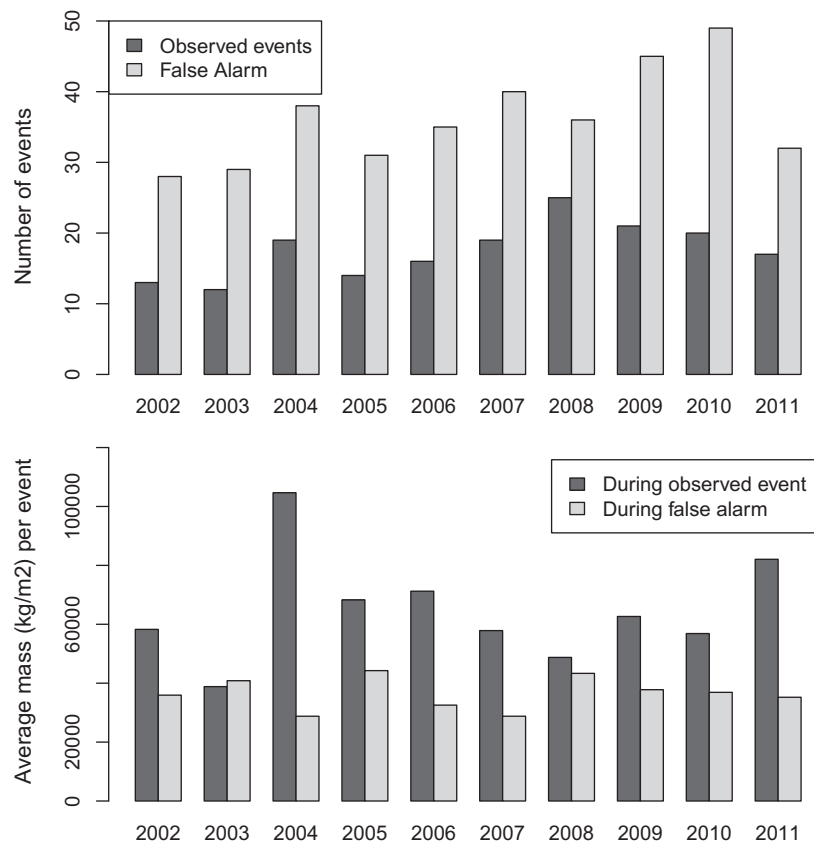 Number of events
50
40
30
20
10
0
Observed events
False Alarm
2002 2003 2004 2005 2006 2007 2008 2009 2010 2011
Average mass (kg/m2) per event
100000
60000
20000
0
During observed event
During false alarm
2002 2003 2004 2005 2006 2007 2008 2009 2010 2011